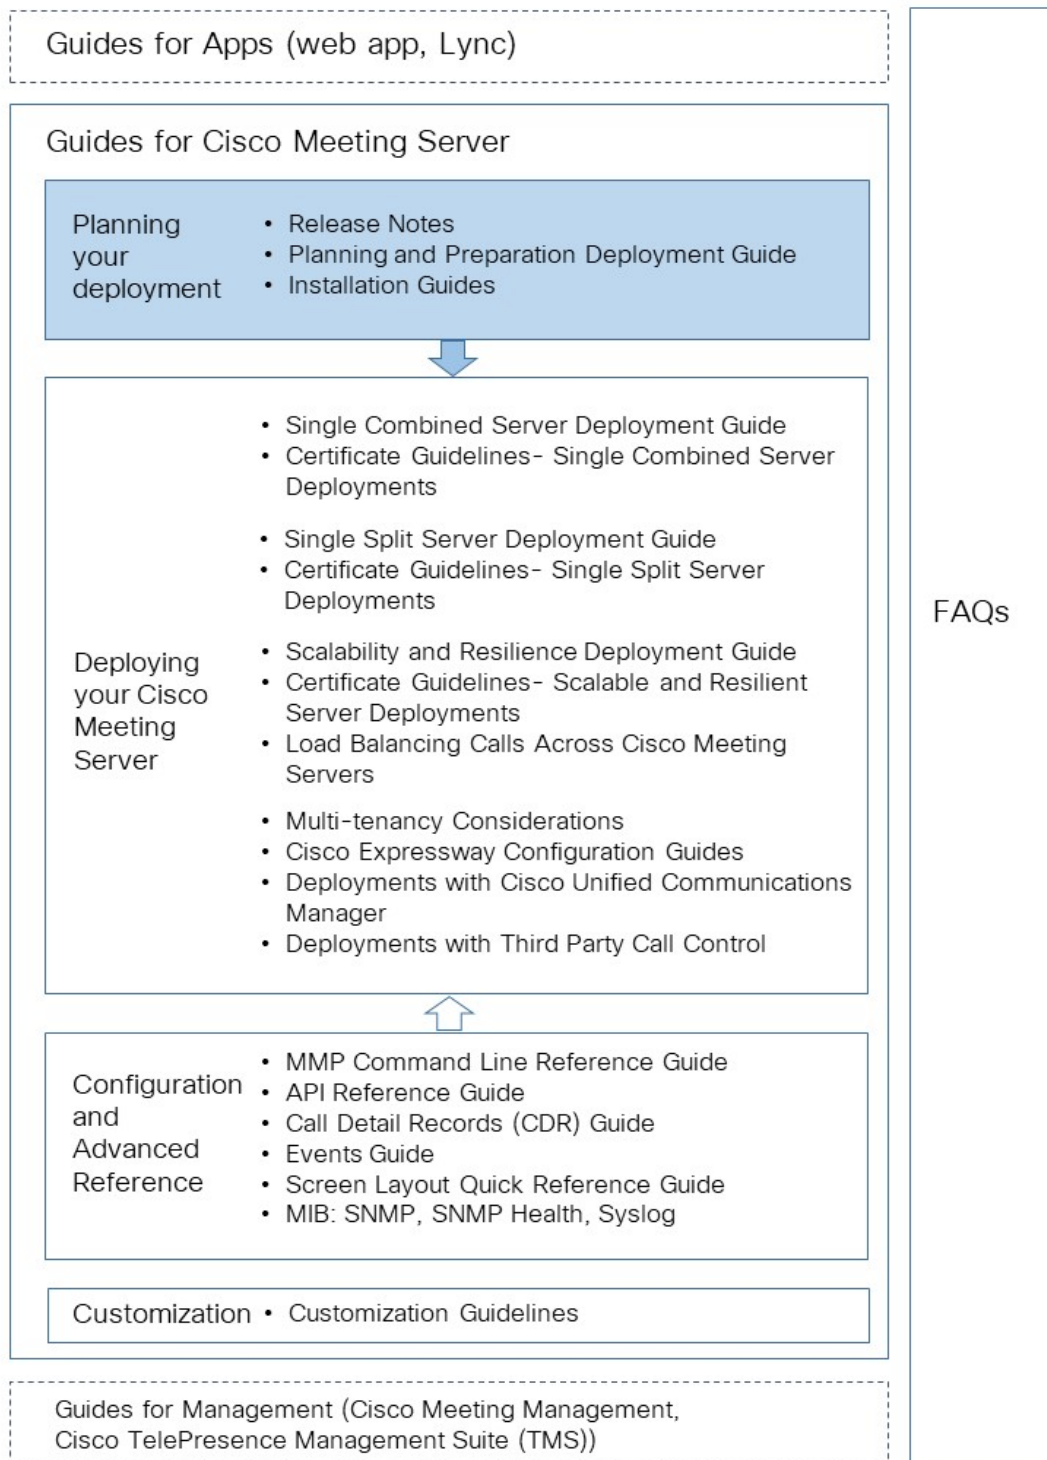 Guides for Apps (web app, Lync)
Guides for Cisco Meeting Server
Planning
your
deployment
• Release Notes
• Planning and Preparation Deployment Guide
• Installation Guides
Deploying
your Cisco
Meeting
Server
• Single Combined Server Deployment Guide
• Certificate Guidelines- Single Combined Server
Deployments
• Single Split Server Deployment Guide
• Certificate Guidelines- Single Split Server
Deployments
• Scalability and Resilience Deployment Guide
• Certificate Guidelines- Scalable and Resilient
Server Deployments
• Load Balancing Calls Across Cisco Meeting
Servers
• Multi-tenancy Considerations
• Cisco Expressway Configuration Guides
• Deployments with Cisco Unified Communications
Manager
• Deployments with Third Party Call Control
Configuration
and
Advanced
Reference
• MMP Command Line Reference Guide
• API Reference Guide
• Call Detail Records (CDR) Guide
• Events Guide
• Screen Layout Quick Reference Guide
• MIB: SNMP, SNMP Health, Syslog
Customization
• Customization Guidelines
Guides for Management (Cisco Meeting Management,
Cisco TelePresence Management Suite (TMS))
FAQs